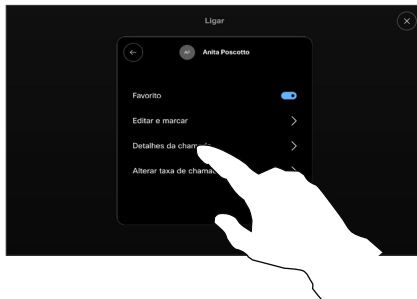 Ligar
AP Anita Poscotto
Favorito
Editar e marcar
Detalhes da
Alterar taxa de